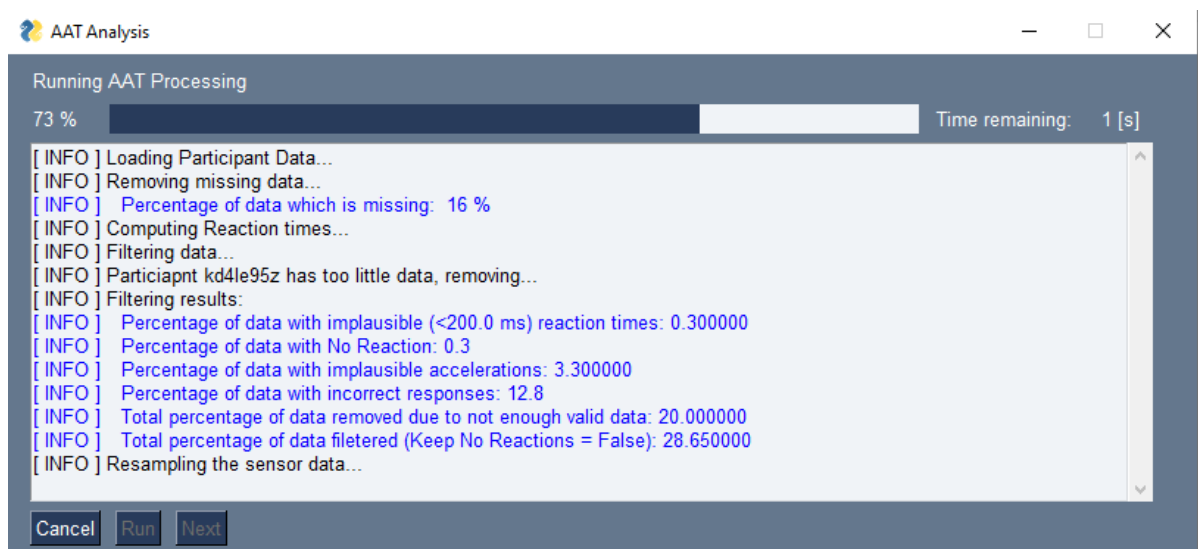 AAT Analysis
Running AAT Processing
73 % Time remaining: 1 [s]
[ INFO ] Loading Participant Data...
[ INFO ] Removing missing data...
[ INFO ] Percentage of data which is missing: 16 %
[ INFO ] Computing Reaction times...
[ INFO ] Filtering data...
[ INFO ] Particiapnt kd4le95z has too little data, removing...
[ INFO ] Filtering results:
[ INFO ] Percentage of data with implausible (<200.0 ms) reaction times: 0.300000
[ INFO ] Percentage of data with No Reaction: 0.3
[ INFO ] Percentage of data with implausible accelerations: 3.300000
[ INFO ] Percentage of data with incorrect responses: 12.8
[ INFO ] Total percentage of data removed due to not enough valid data: 20.000000
[ INFO ] Total percentage of data filetered (Keep No Reactions = False): 28.650000
[ INFO ] Resampling the sensor data...
Cancel Run Next